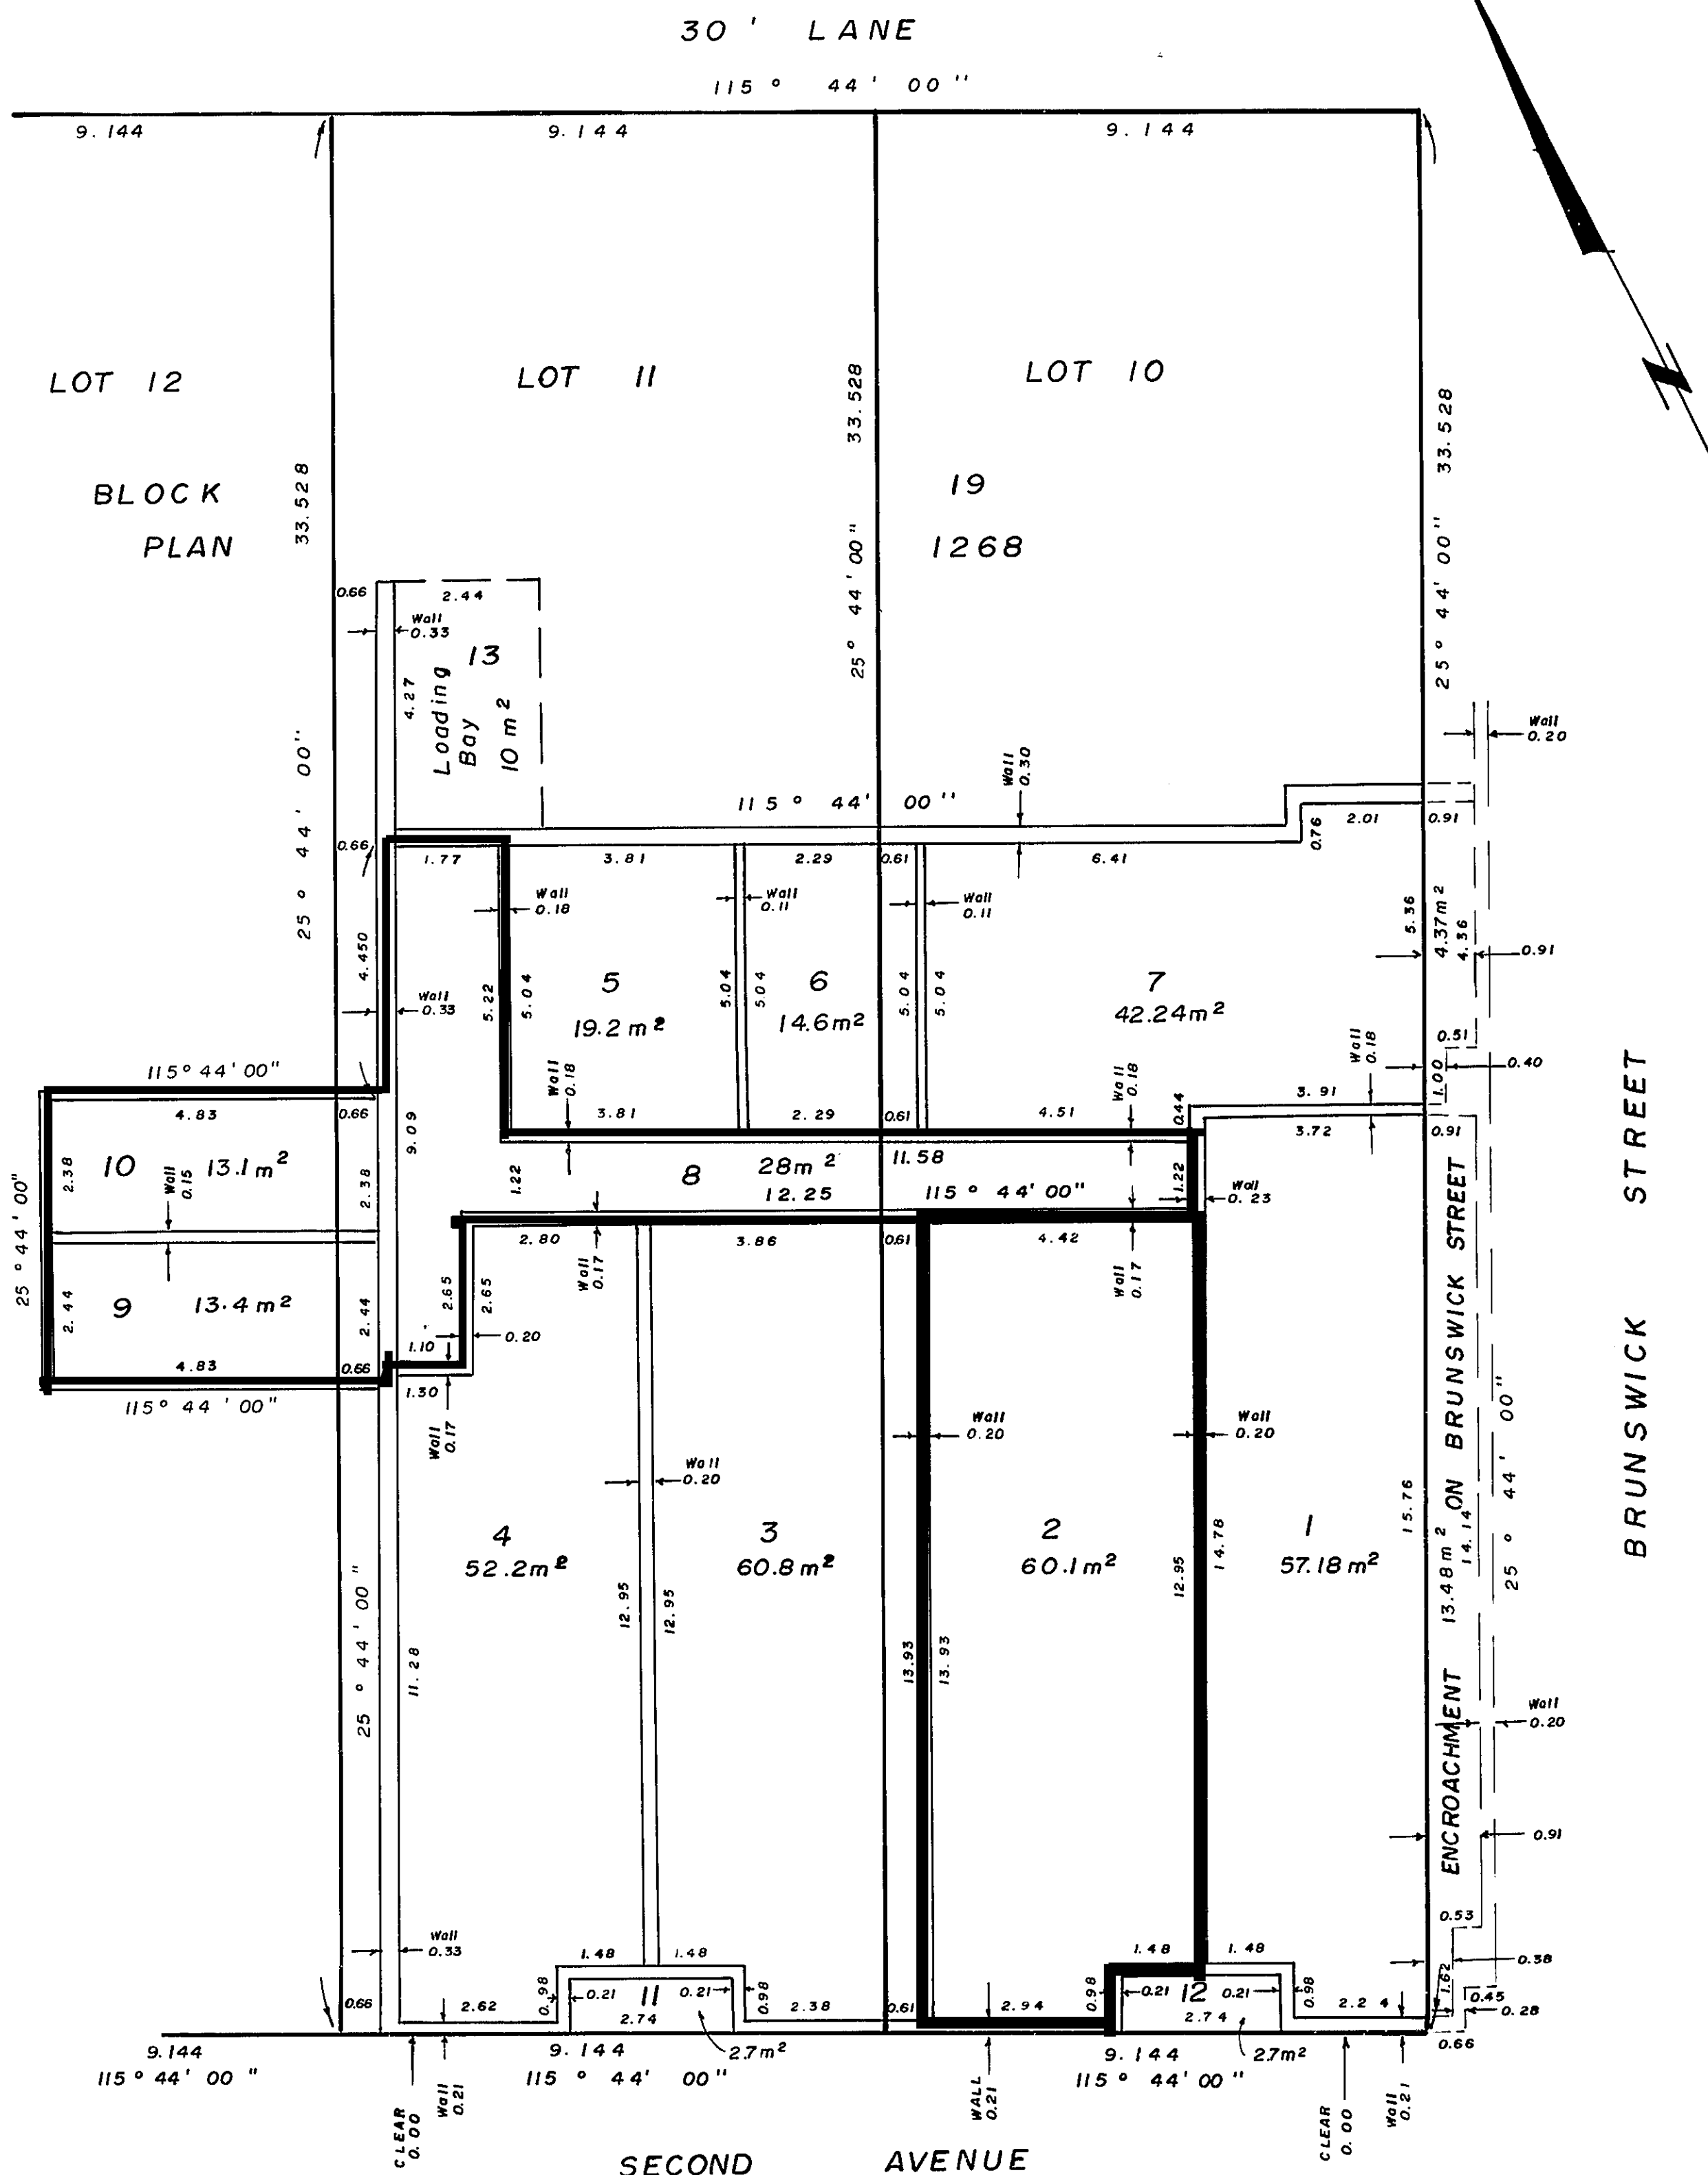 30 ' LANE
115 ° 44 ' 00 "
9.144
9.144
9.144
LOT 12
LOT 11
LOT 10
33.528
33.528
33.528
BLOCK
19
PLAN
1268
25° 44' 00"
25° 44' 00"
25° 44' 00"
0.66
2.44
Wall
0.33
13
Loading
Bay
10 m²
4.27
Wall
0.20
Wall
0.30
115 ° 44' 00"
2.01
0.91
0.76
0.66
1.77
3.81
2.29
0.61
6.41
Wall
0.18
Wall
0.11
Wall
0.11
4.450
5.36
4.37m²
4.36
0.91
5.22
5.04
5.04
5.04
5.04
5.04
5
19.2 m²
6
14.6m²
7
42.24m²
Wall
0.33
0.51
0.40
1.00
Wall
0.18
Wall
0.18
Wall
0.18
115° 44' 00"
4.83
0.66
9.09
3.81
2.29
0.61
4.51
0.44
3.91
3.72
0.91
10
13.1 m²
2.38
2.38
Wall
0.15
1.22
8
28m²
11.58
12.25
115 ° 44' 00"
1.22
Wall
0.23
25° 44' 00"
2.80
3.86
0.61
4.42
Wall
0.17
Wall
0.17
9
13.4 m²
2.44
2.44
2.65
2.65
0.20
1.10
4.83
0.66
1.30
115° 44 ' 00"
Wall
0.17
Wall
0.20
Wall
0.20
Wall
0.20
4
52.2m²
3
60.8m²
2
60.1m²
1
57.18m²
15.76
14.78
12.95
12.95
12.95
13.93
13.93
11.28
25° 44' 00"
ENCROACHMENT 13.48m² ON BRUNSWICK STREET
14.14
25° 44' 00"
BRUNSWICK STREET
Wall
0.20
0.91
0.53
0.38
1.62
0.45
0.28
0.66
Wall
0.33
1.48
1.48
1.48
1.48
0.66
2.62
0.98
0.21
11
0.21
0.98
2.74
2.38
0.61
2.94
0.98
0.21
12
0.21
0.98
2.74
2.24
9.144
9.144
2.7m²
9.144
2.7m²
115° 44' 00"
115° 44' 00"
115° 44' 00"
CLEAR
0.00
Wall
0.21
WALL
0.21
CLEAR
0.00
Wall
0.21
SECOND AVENUE